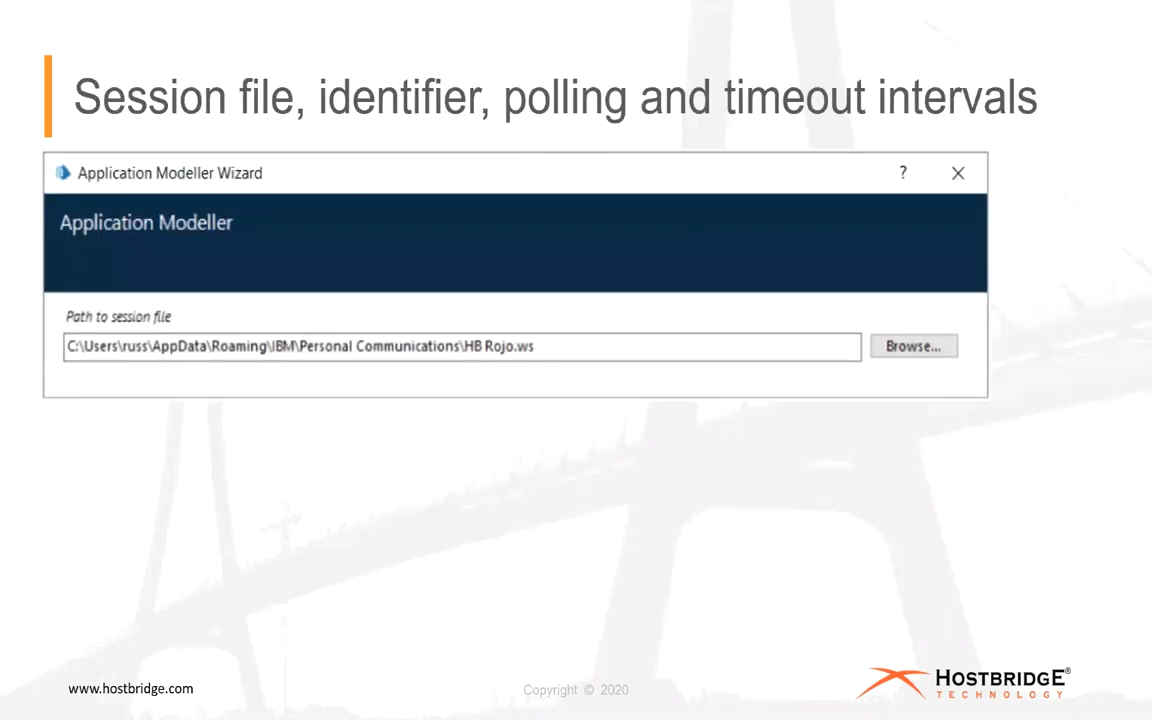 Session file, identifier, polling and timeout intervals
Application Modeller Wizard
?
Application Modeller
Path to session file
C:\Users\russ\AppData\Roaming\IBM\Personal Communications\HB Rojo.ws
Browse...
www.hostbridge.com
Copyright © 2020
HOSTBRIDGE®
TECHNOLOGY